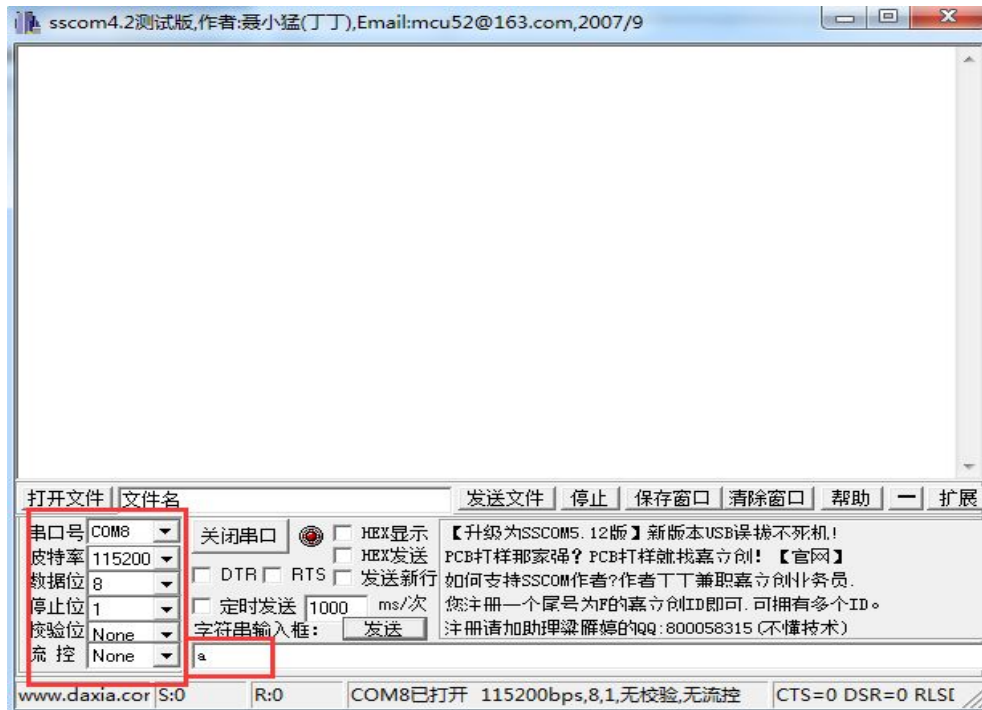 sscom4.2测试版,作者:聂小猛(丁丁),Email:mcu52@163.com,2007/9
打开文件 文件名 发送文件 停止 保存窗口 清除窗口 帮助 一 扩展
串口号 COM8 关闭串口 HEX显示 【升级为SSCOM5.12版】新版本USB误拔不死机!
波特率 115200 HEX发送 PCB打样那家强? PCB打样就找嘉立创! 【官网】
数据位 8 DTR RTS 发送新行 如何支持SSCOM作者?作者丁丁兼职嘉立创业务员.
停止位 1 定时发送 1000 ms/次 您注册一个尾号为F的嘉立创ID即可.可拥有多个ID。
校验位 None 字符串输入框: 发送 注册请加助理梁雁婷的QQ:800058315(不懂技术)
流 控 None a
www.daxia.cor S:0 R:0 COM8已打开 115200bps,8,1,无校验,无流控 CTS=0 DSR=0 RLSI